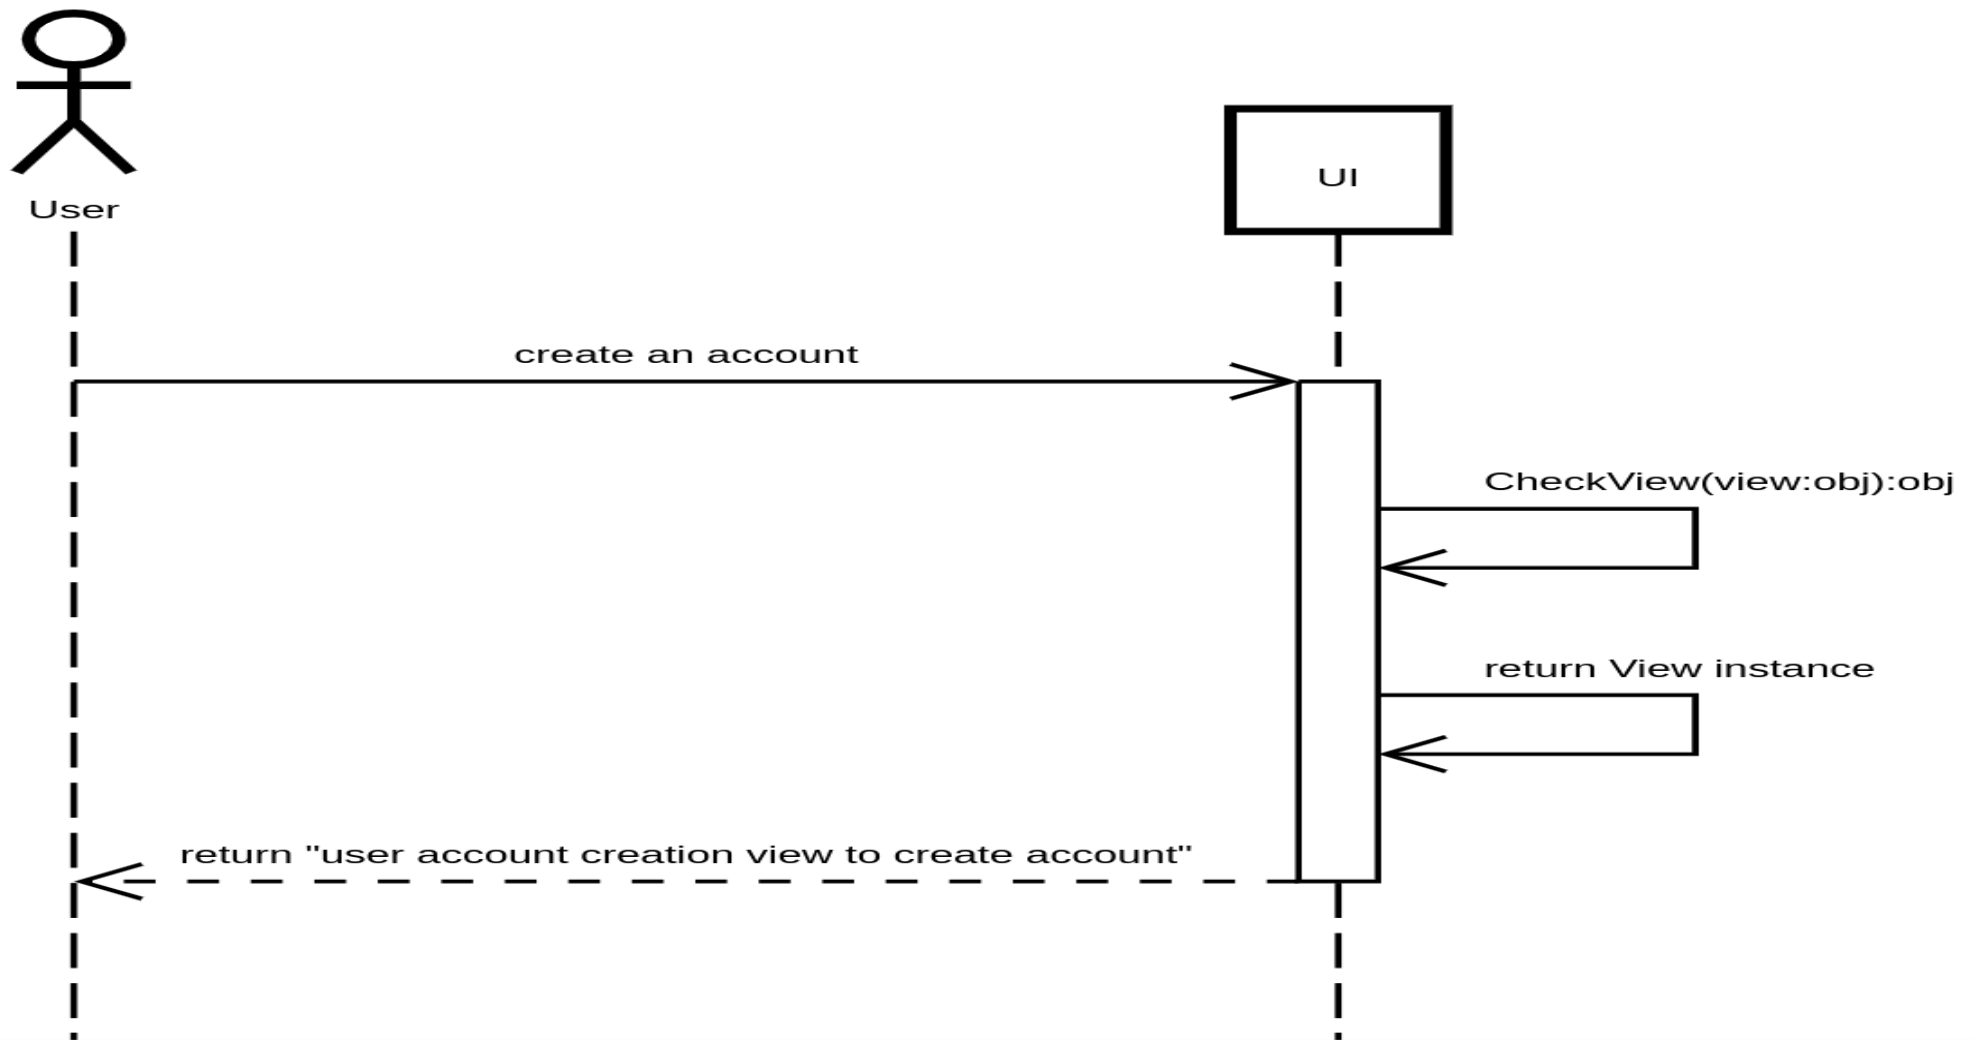 User
UI
create an account
CheckView(view:obj):obj
return View instance
return "user account creation view to create account"